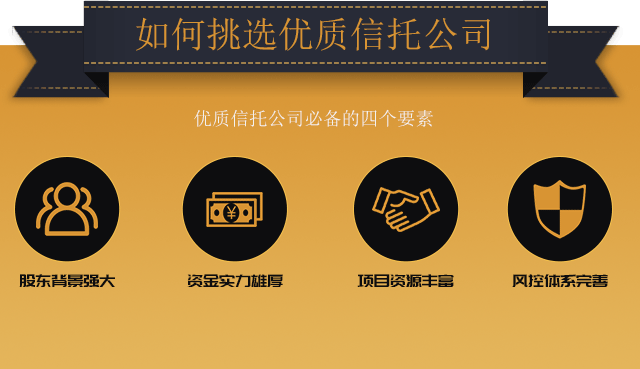 如何挑选优质信托公司
优质信托公司必备的四个要素
¥
股东背景强大
资金实力雄厚
项目资源丰富
风控体系完善